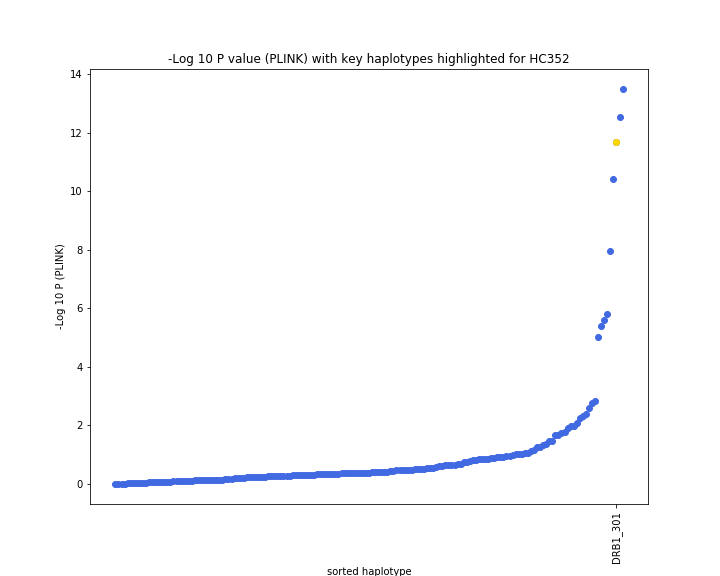 -Log 10 P value (PLINK) with key haplotypes highlighted for HC352
14
12
10
8
6
4
2
0
-Log 10 P (PLINK)
DRB1_301
sorted haplotype